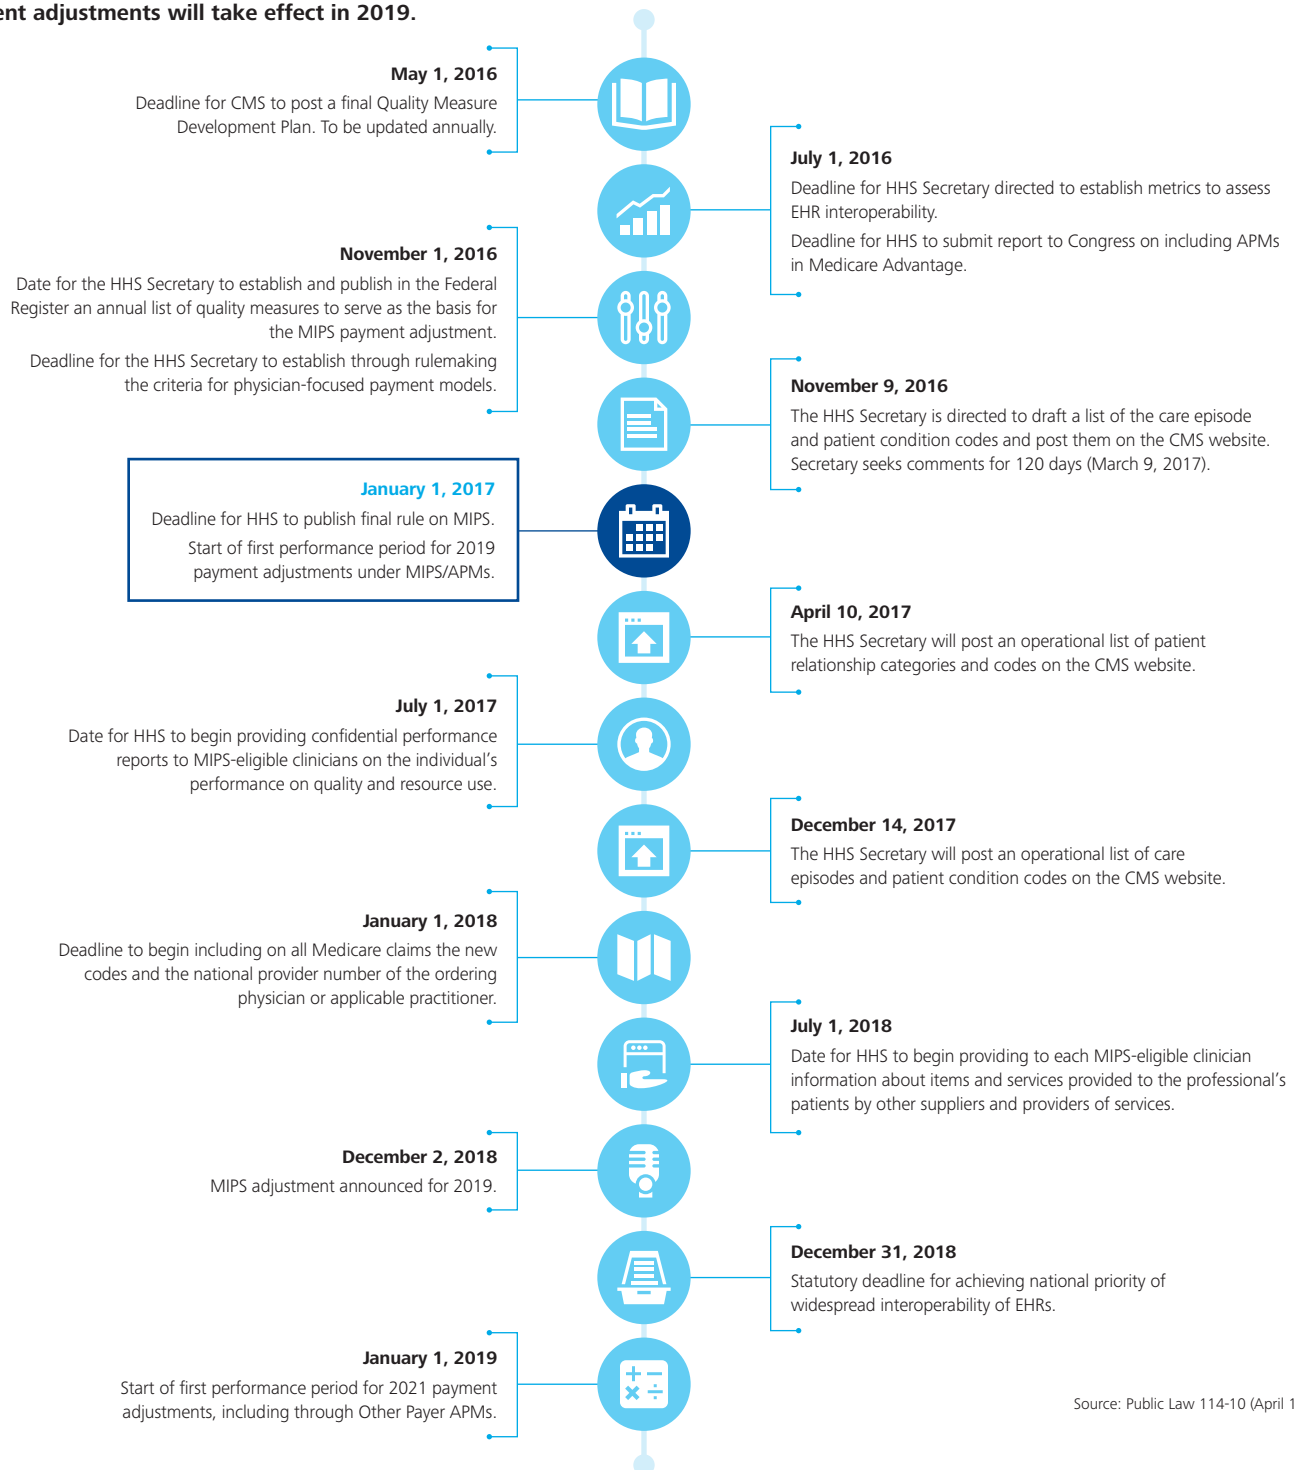 adjustments will take effect in 2019.
May 1, 2016
Deadline for CMS to post a final Quality Measure
Development Plan. To be updated annually.
July 1, 2016
Deadline for HHS Secretary directed to establish metrics to assess
EHR interoperability.
Deadline for HHS to submit report to Congress on including APMs
in Medicare Advantage.
November 1, 2016
Date for the HHS Secretary to establish and publish in the Federal
Register an annual list of quality measures to serve as the basis for
the MIPS payment adjustment.
Deadline for the HHS Secretary to establish through rulemaking
the criteria for physician-focused payment models.
November 9, 2016
The HHS Secretary is directed to draft a list of the care episode
and patient condition codes and post them on the CMS website.
Secretary seeks comments for 120 days (March 9, 2017).
January 1, 2017
Deadline for HHS to publish final rule on MIPS.
Start of first performance period for 2019
payment adjustments under MIPS/APMs.
April 10, 2017
The HHS Secretary will post an operational list of patient
relationship categories and codes on the CMS website.
July 1, 2017
Date for HHS to begin providing confidential performance
reports to MIPS-eligible clinicians on the individual’s
performance on quality and resource use.
December 14, 2017
The HHS Secretary will post an operational list of care
episodes and patient condition codes on the CMS website.
January 1, 2018
Deadline to begin including on all Medicare claims the new
codes and the national provider number of the ordering
physician or applicable practitioner.
July 1, 2018
Date for HHS to begin providing to each MIPS-eligible clinician
information about items and services provided to the professional’s
patients by other suppliers and providers of services.
December 2, 2018
MIPS adjustment announced for 2019.
December 31, 2018
Statutory deadline for achieving national priority of
widespread interoperability of EHRs.
January 1, 2019
Start of first performance period for 2021 payment
adjustments, including through Other Payer APMs.
Source: Public Law 114-10 (April 1